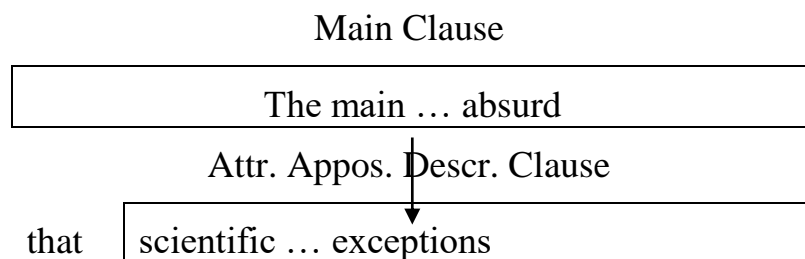 Main Clause
The main … absurd
Attr. Appos. Descr. Clause
that scientific … exceptions